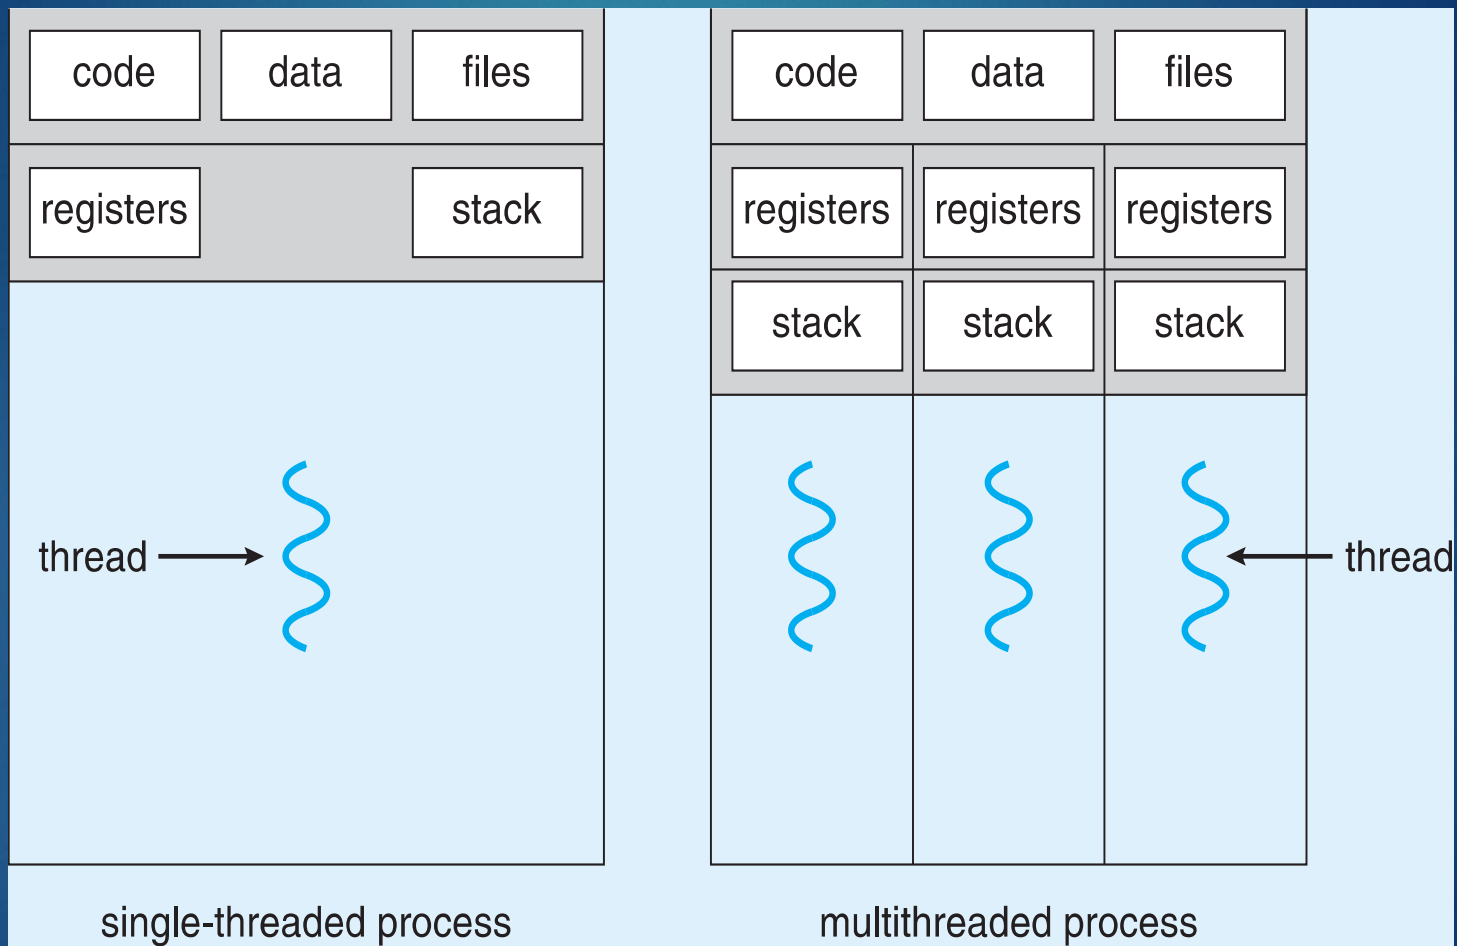 code data files
registers stack
thread
single-threaded process
code data files
registers registers registers
stack stack stack
thread
multithreaded process